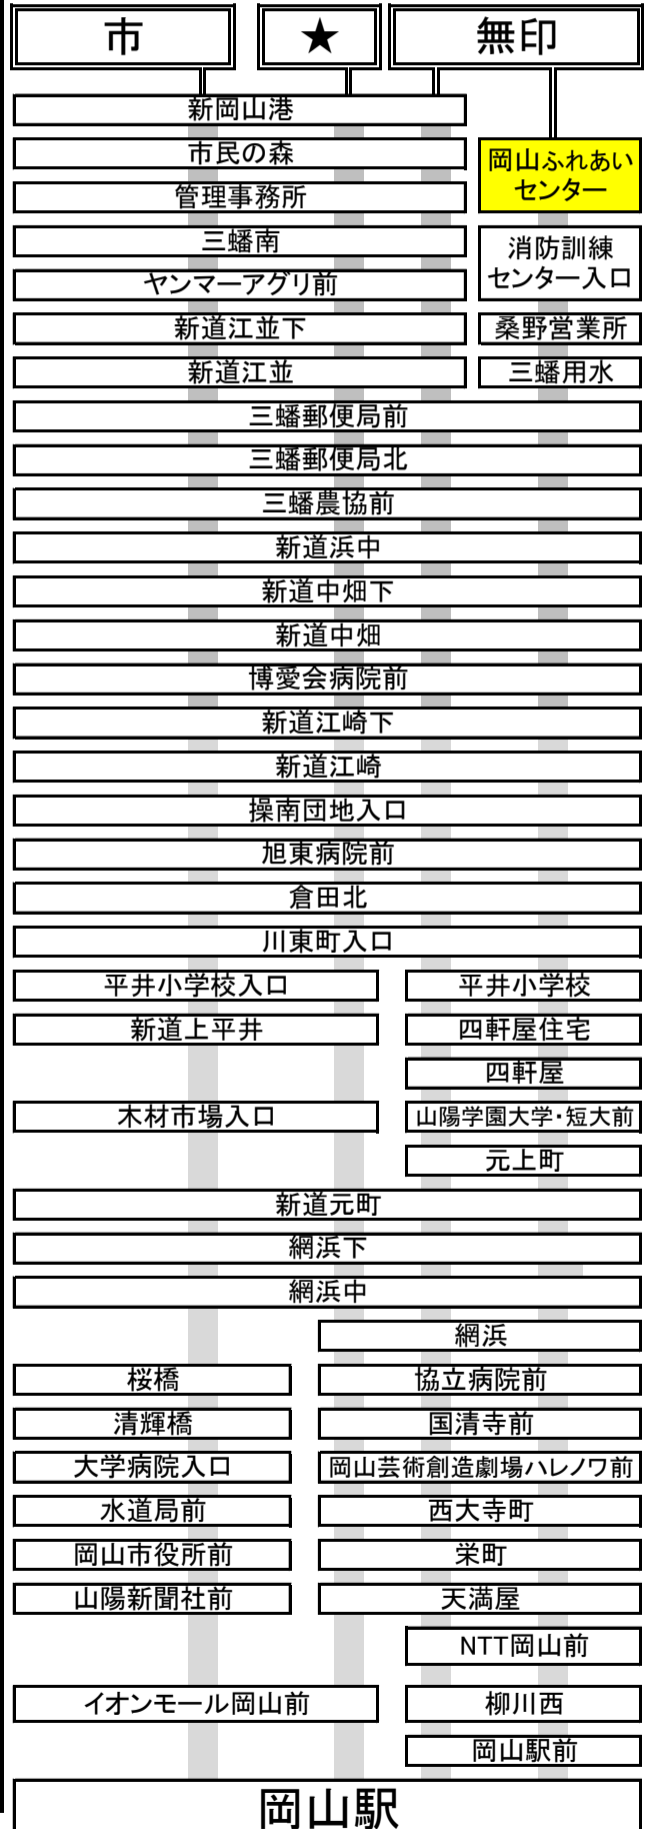 市 ★ 無印
新岡山港
市民の森
岡山ふれあい
センター
管理事務所
三蟠南
消防訓練
センター入口
ヤンマーアグリ前
新道江並下 桑野営業所
新道江並 三蟠用水
三蟠郵便局前
三蟠郵便局北
三蟠農協前
新道浜中
新道中畑下
新道中畑
博愛会病院前
新道江崎下
新道江崎
操南団地入口
旭東病院前
倉田北
川東町入口
平井小学校入口 平井小学校
新道上平井 四軒屋住宅
四軒屋
木材市場入口 山陽学園大学・短大前
元上町
新道元町
網浜下
網浜中
網浜
桜橋 協立病院前
清輝橋 国清寺前
大学病院入口 岡山芸術創造劇場ハレノワ前
水道局前 西大寺町
岡山市役所前 栄町
山陽新聞社前 天満屋
NTT岡山前
イオンモール岡山前 柳川西
岡山駅前
岡山駅